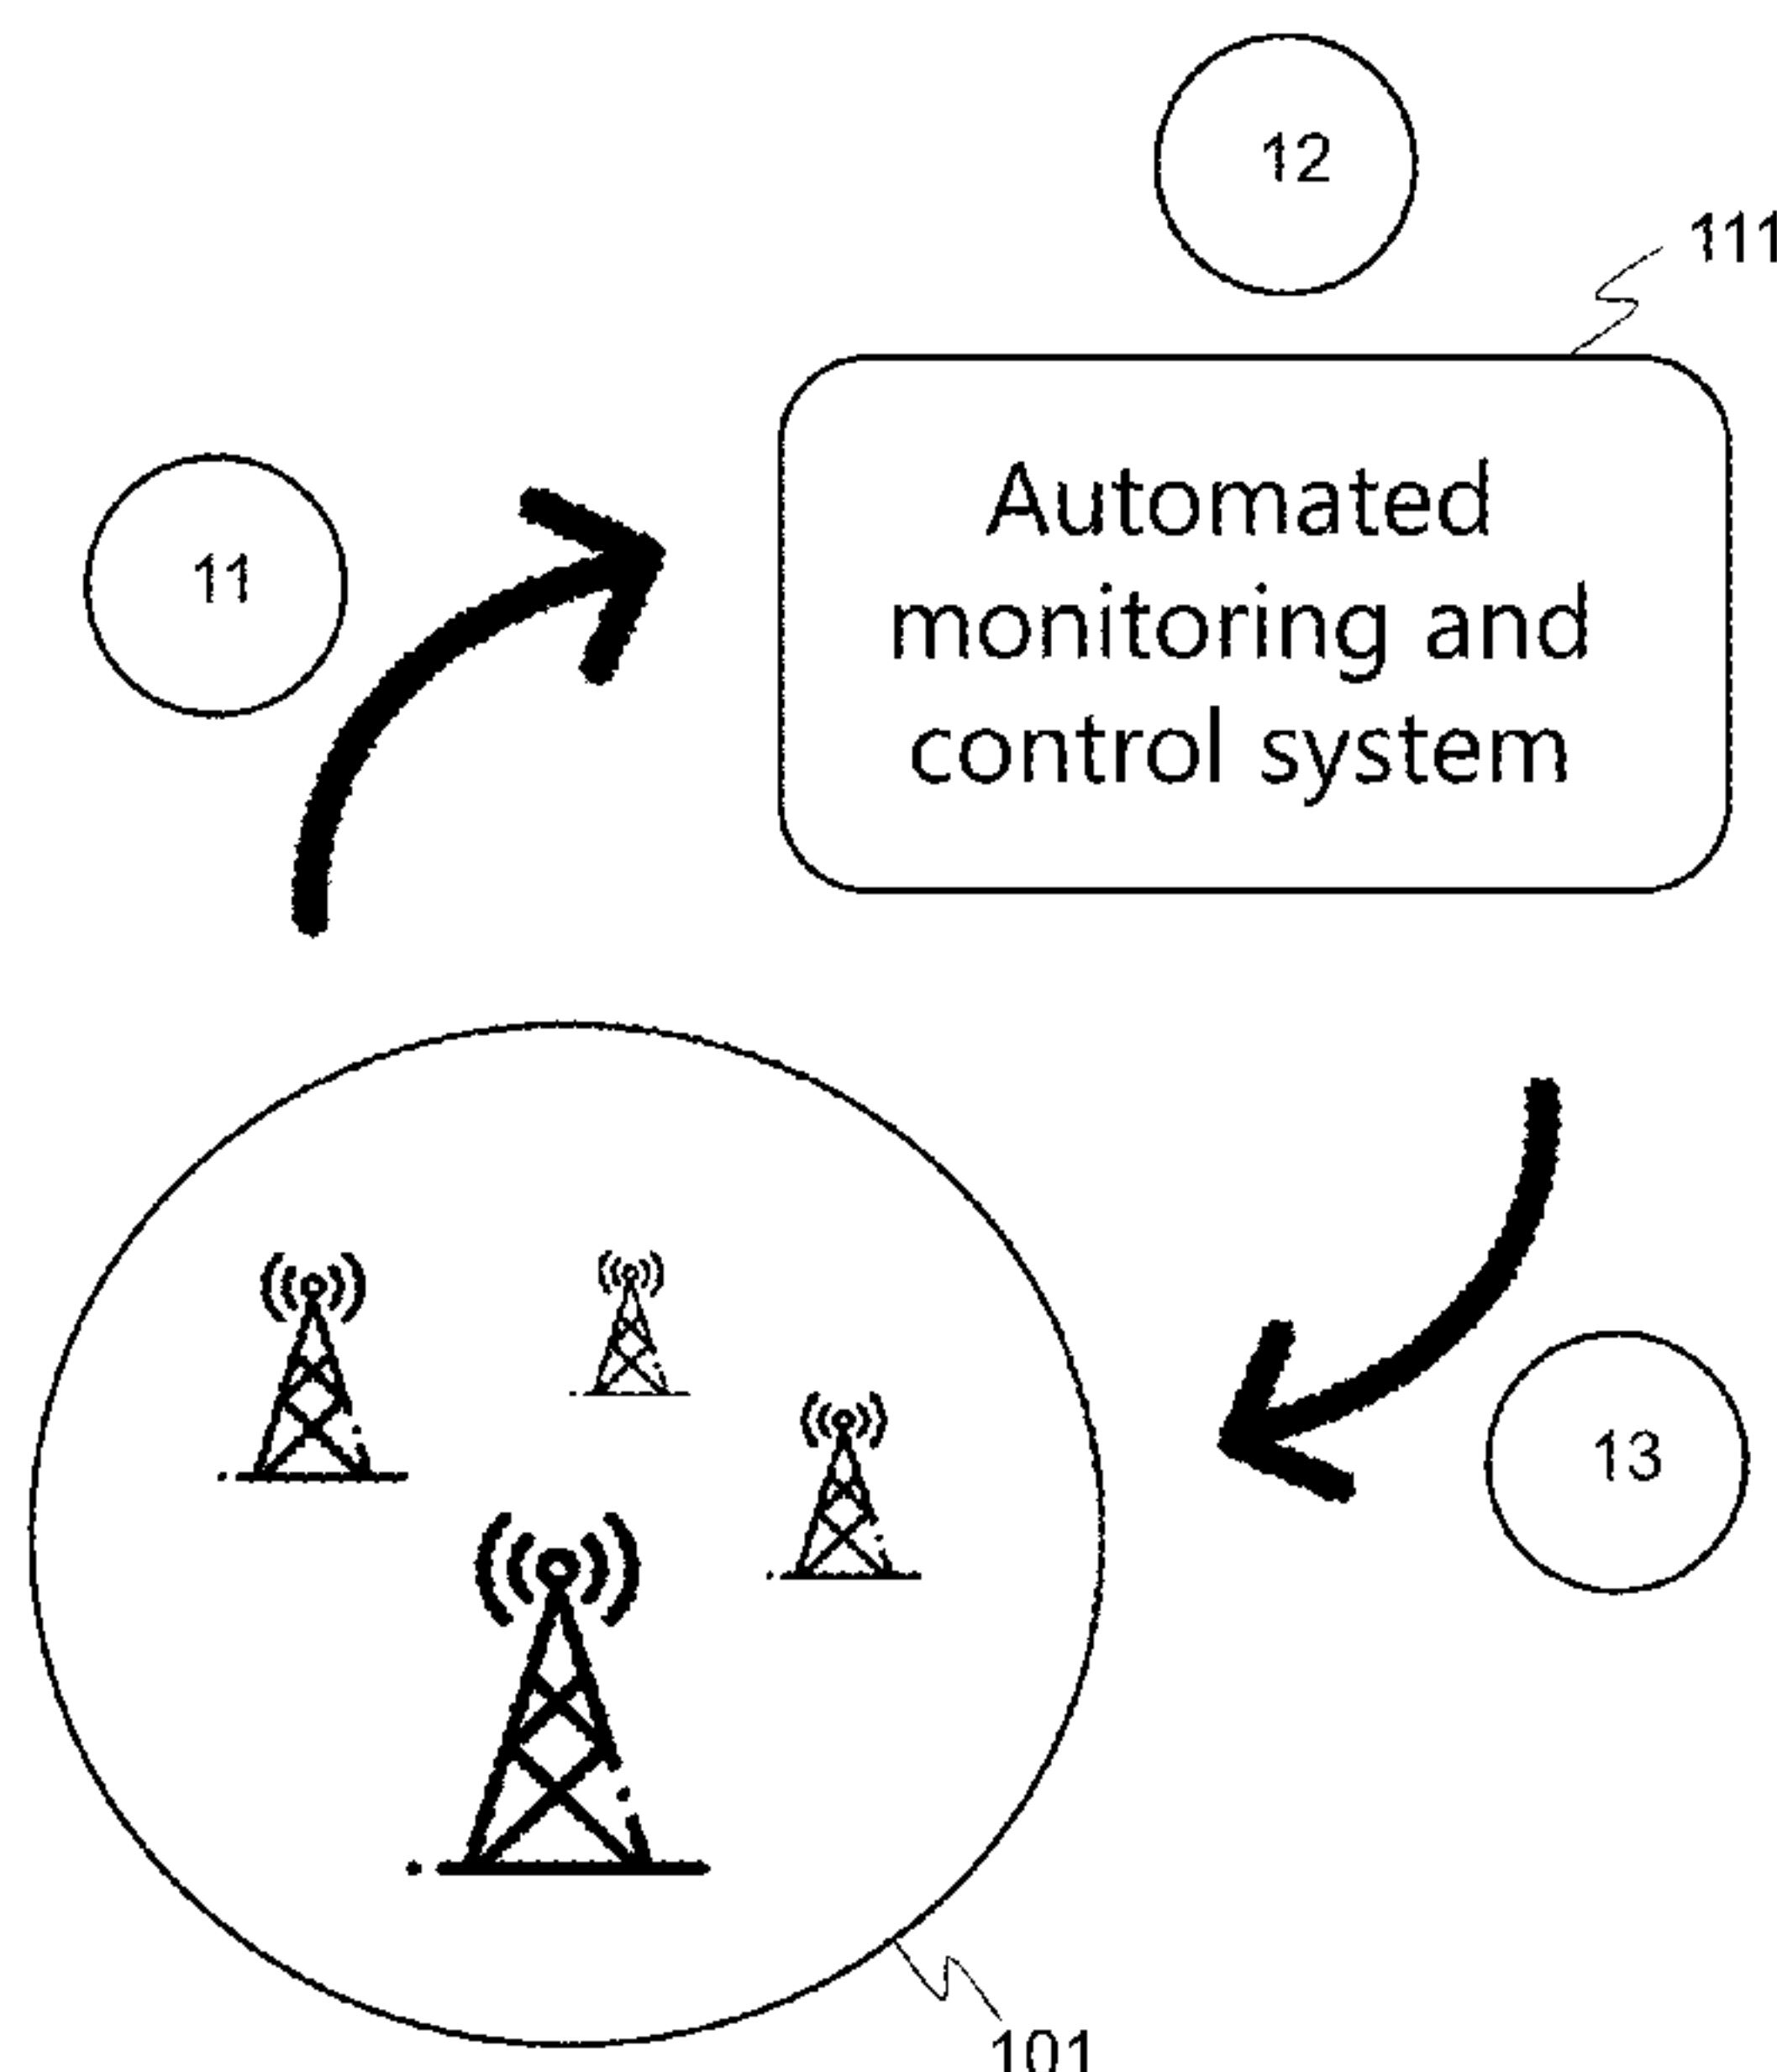 12
111
11
Automated
monitoring and
control system
13
101